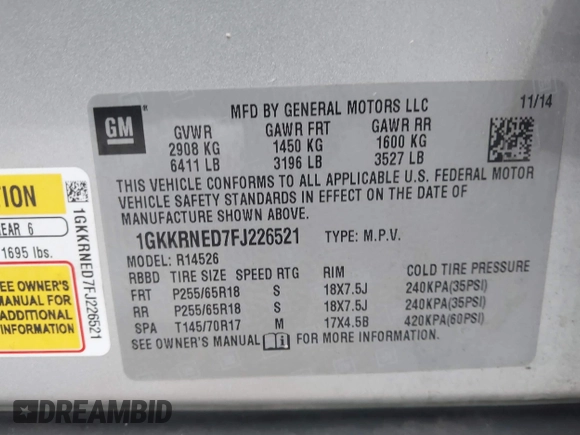 GM
MFD BY GENERAL MOTORS LLC
11/14
GVWR GAWR FRT GAWR RR
2908 KG 1450 KG 1600 KG
6411 LB 3196 LB 3527 LB
THIS VEHICLE CONFORMS TO ALL APPLICABLE U.S. FEDERAL MOTOR
VEHICLE SAFETY STANDARDS IN EFFECT ON THE DATE OF
MANUFACTURE SHOWN ABOVE.
1GKKRNED7FJ226521 TYPE: M.P.V.
MODEL: R14526
RBBD TIRE SIZE SPEED RTG RIM COLD TIRE PRESSURE
FRT P255/65R18 S 18X7.5J 240KPA(35PSI)
RR P255/65R18 S 18X7.5J 240KPA(35PSI)
SPA T145/70R17 M 17X4.5B 420KPA(60PSI)
SEE OWNER'S MANUAL i FOR MORE INFORMATION.
1GKKRNED7FJ226521
TION
EAR 6
1695 lbs.
SEE OWNER'S
MANUAL FOR
INFORMATION
DREAMBID